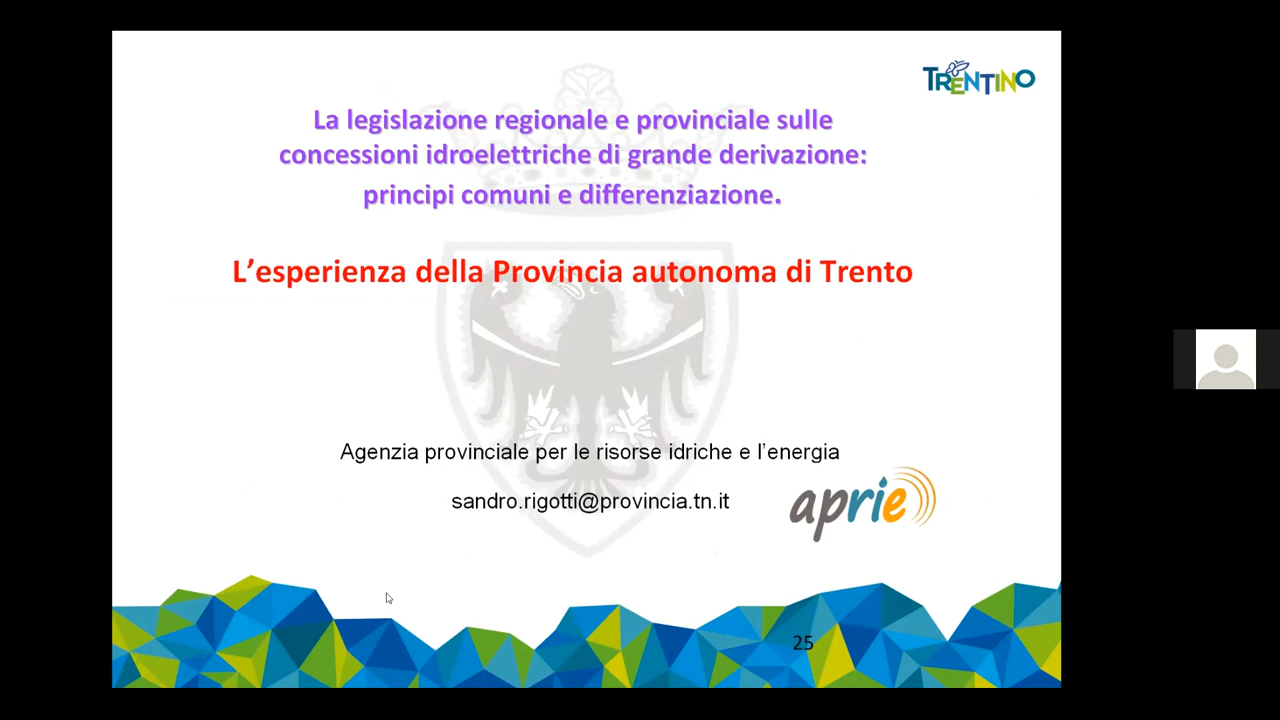 TRENTINO
La legislazione regionale e provinciale sulle
concessioni idroelettriche di grande derivazione:
principi comuni e differenziazione.
L’esperienza della Provincia autonoma di Trento
Agenzia provinciale per le risorse idriche e l’energia
sandro.rigotti@provincia.tn.it
aprie
25